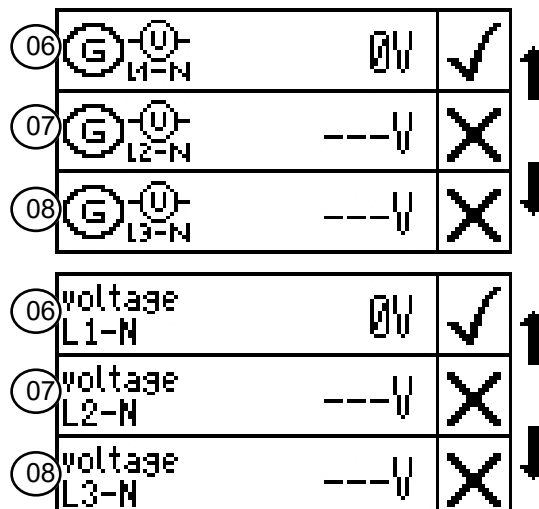 06 G U L1-N 0V
07 G U L2-N ---V
08 G U L3-N ---V
06 voltage 0V
L1-N
07 voltage ---V
L2-N
08 voltage ---V
L3-N